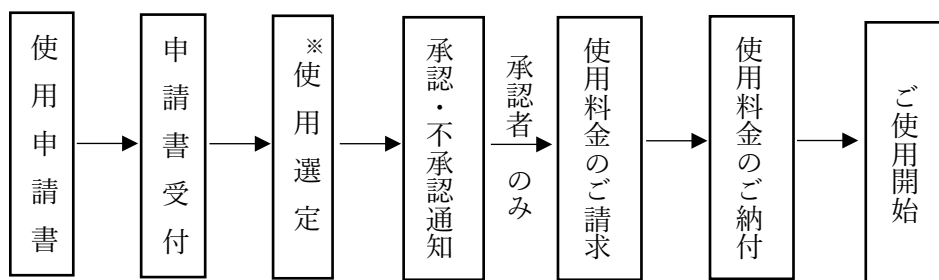 使用申請書
申請書受付
※使用選定
承認・不承認通知
承認者のみ
使用料金のご請求
使用料金のご納付
ご使用開始